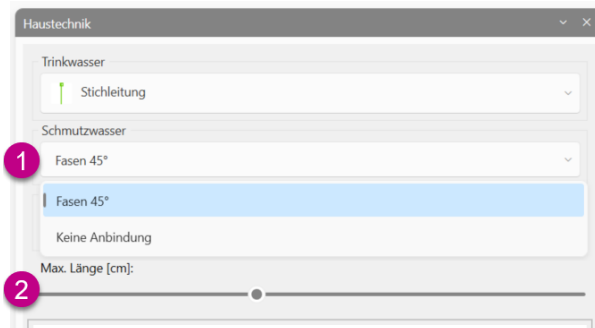 Haustechnik
Trinkwasser
Stichleitung
Schmutzwasser
1
Fasen 45°
Fasen 45°
Keine Anbindung
Max. Länge [cm]:
2